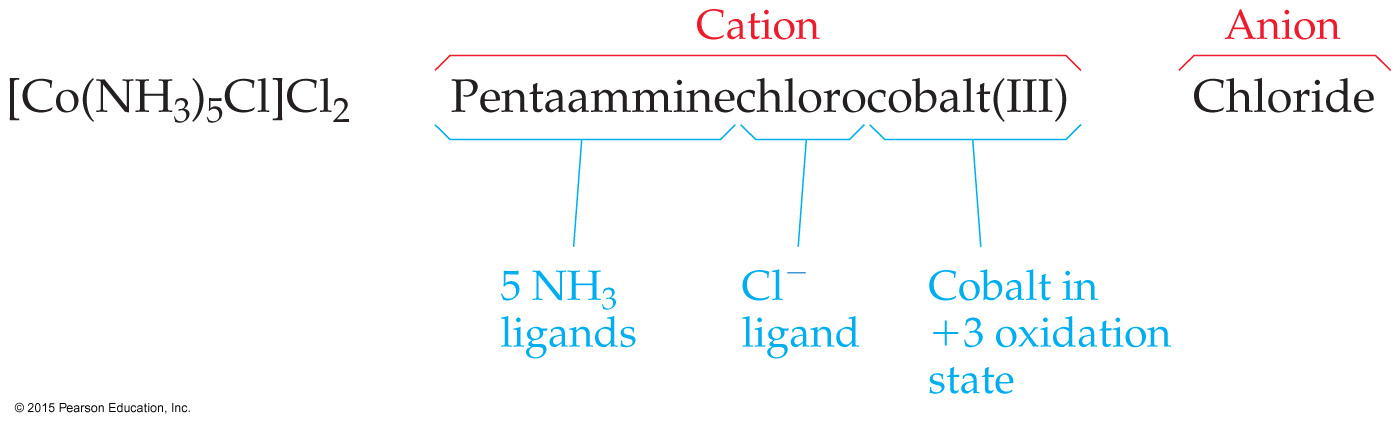 Cation Anion
[Co(NH₃)₅Cl]Cl₂ Pentaamminechlorocobalt(III) Chloride
5 NH₃ ligands
Cl⁻ ligand
Cobalt in +3 oxidation state
© 2015 Pearson Education, Inc.